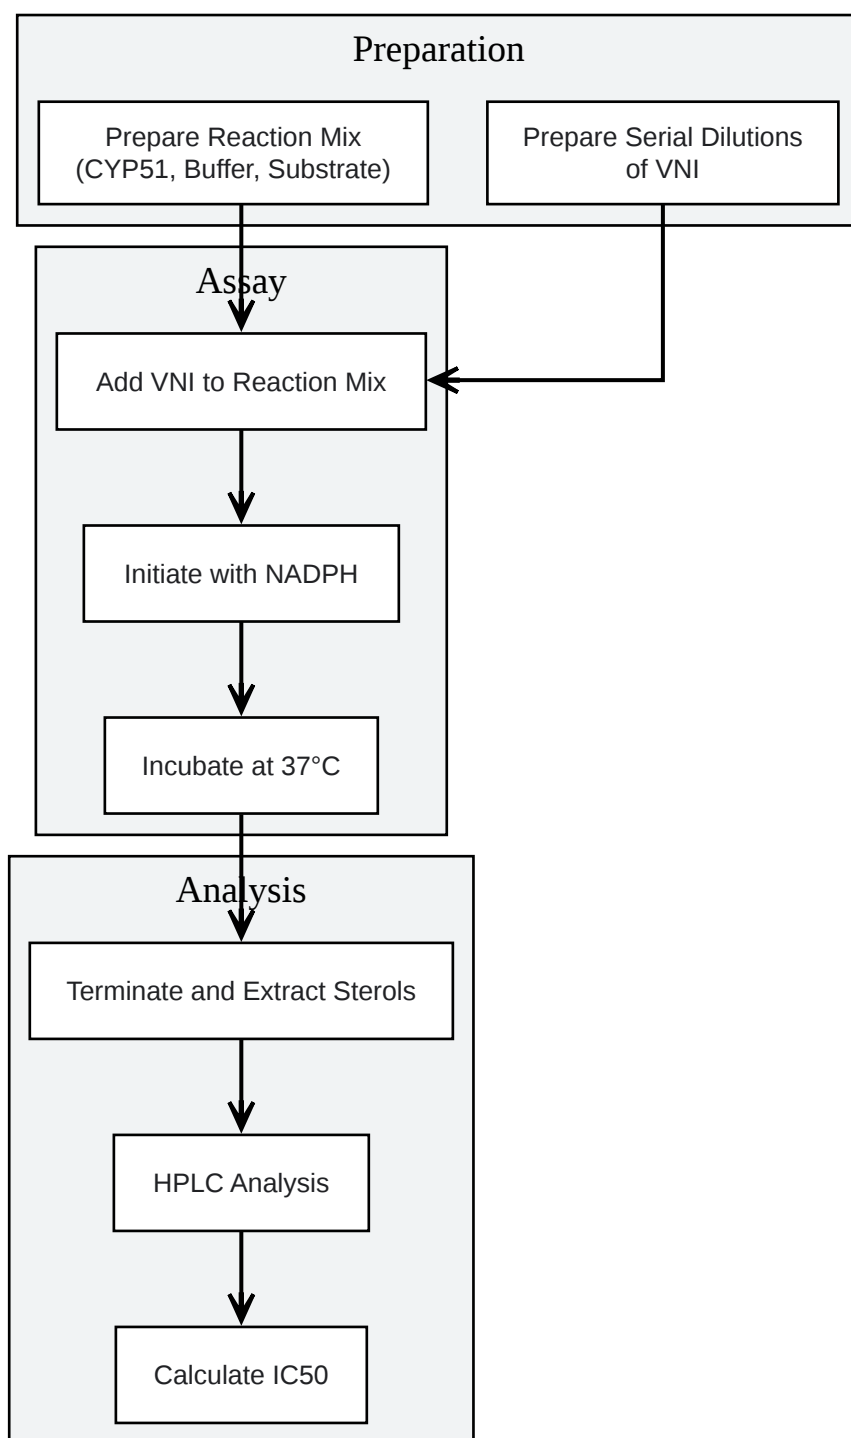 Preparation
Prepare Reaction Mix
(CYP51, Buffer, Substrate)
Prepare Serial Dilutions
of VNI
Assay
Add VNI to Reaction Mix
Initiate with NADPH
Incubate at 37°C
Analysis
Terminate and Extract Sterols
HPLC Analysis
Calculate IC50